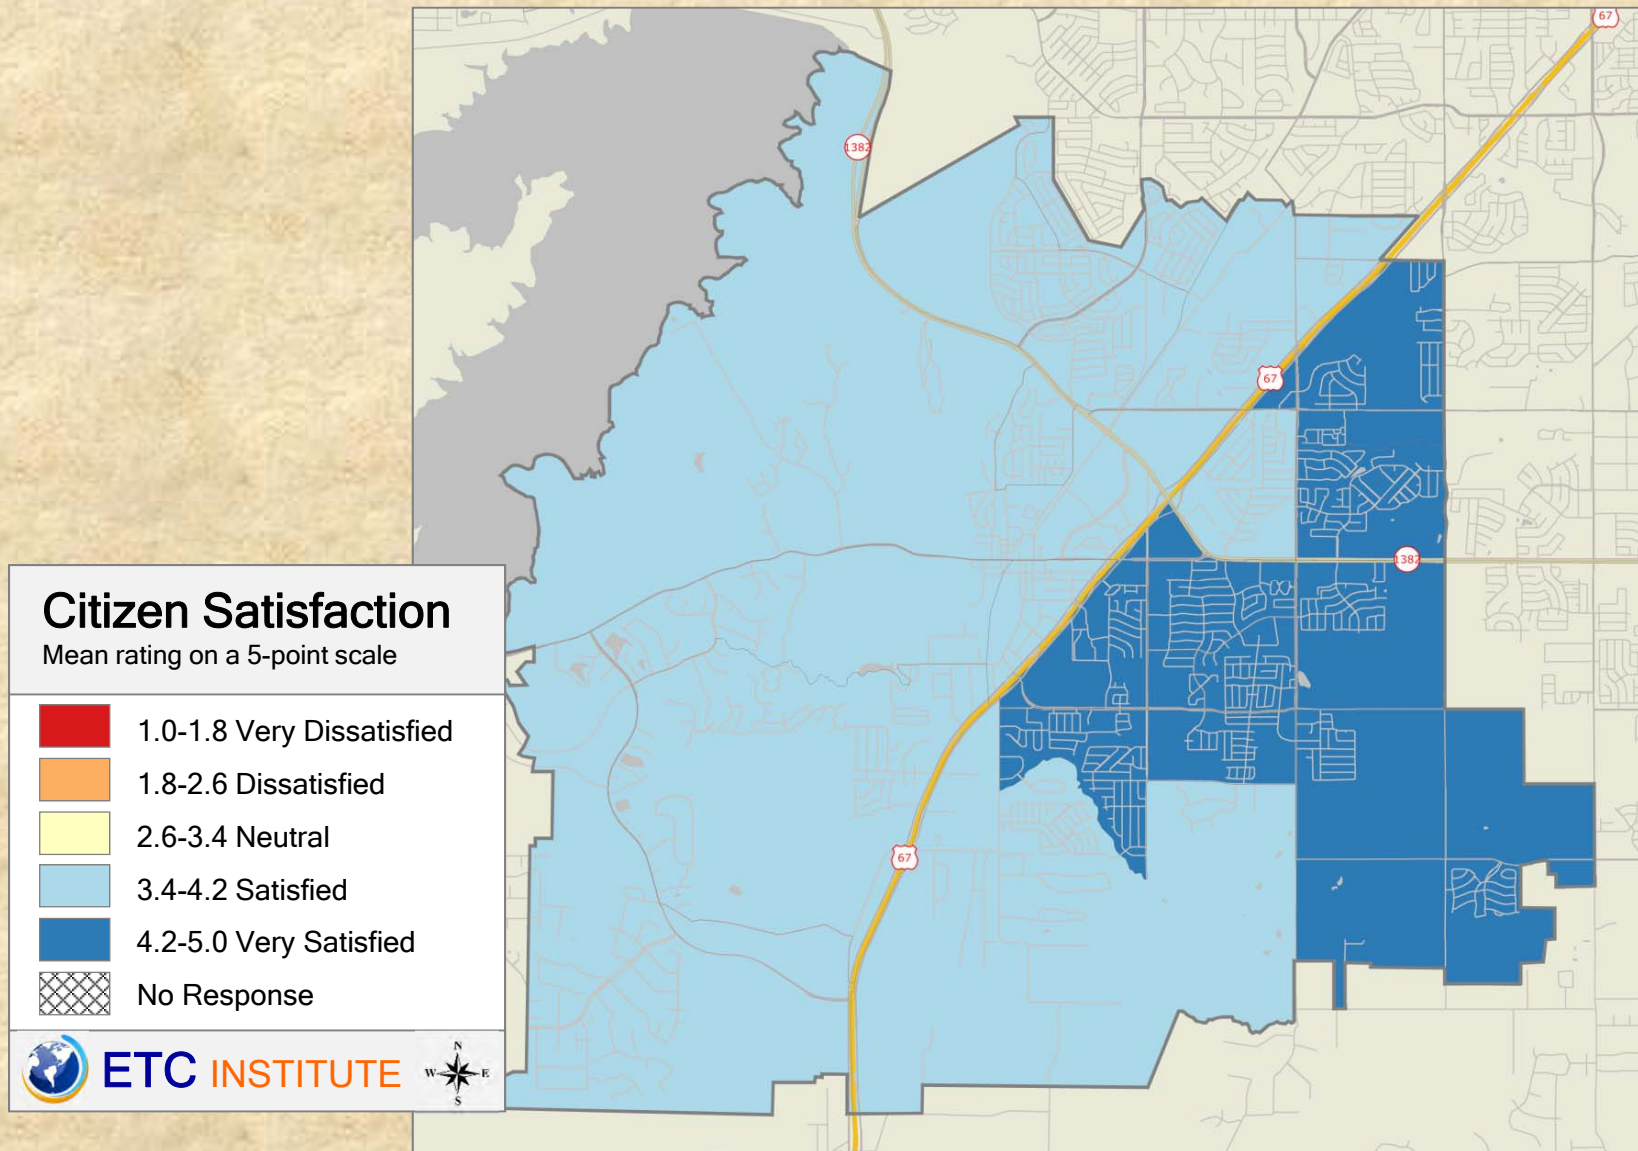 67
1382
67
1382
Citizen Satisfaction
Mean rating on a 5-point scale
1.0-1.8 Very Dissatisfied
1.8-2.6 Dissatisfied
2.6-3.4 Neutral
3.4-4.2 Satisfied
4.2-5.0 Very Satisfied
No Response
67
ETC INSTITUTE
N
W E
S